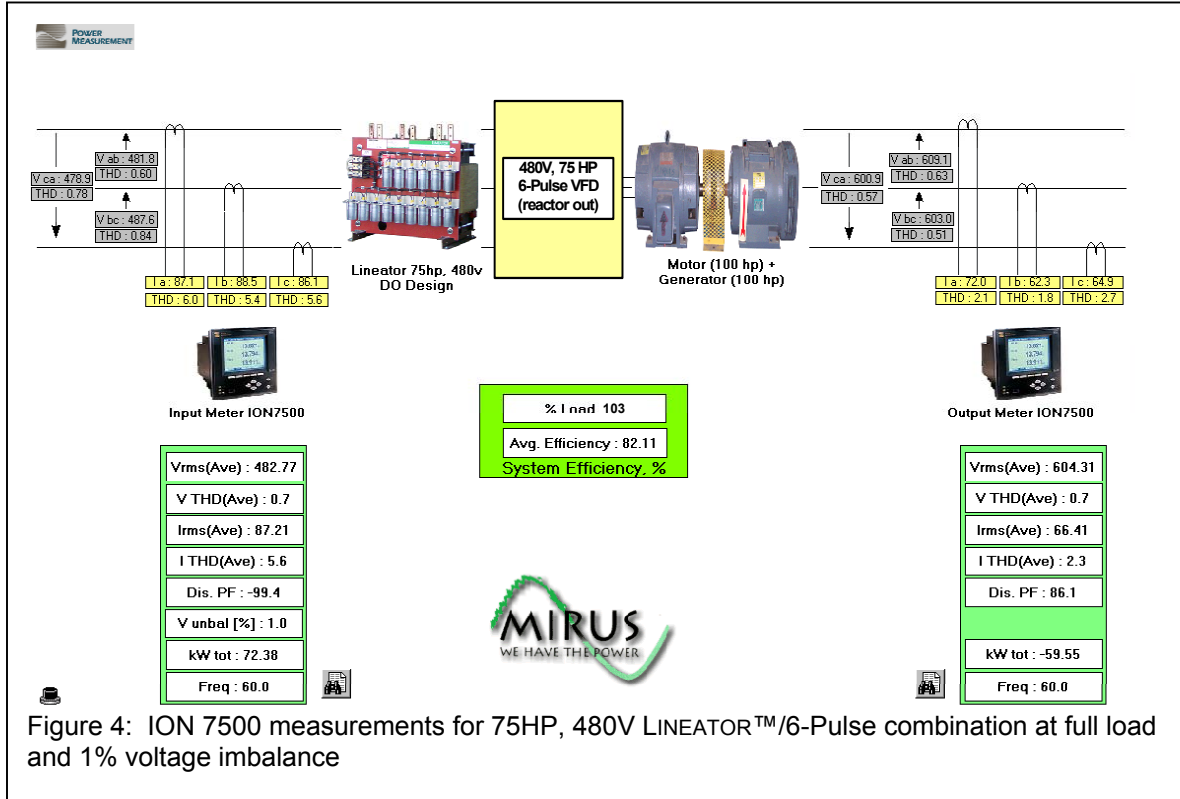 POWER
MEASUREMENT
V ab : 481.8
THD : 0.60
V ca : 478.9
THD : 0.78
V bc : 487.6
THD : 0.84
I a : 87.1 I b : 88.5 I c : 86.1
THD : 6.0 THD : 5.4 THD : 5.6
Lineator 75hp, 480v
DO Design
480V, 75 HP
6-Pulse VFD
(reactor out)
Motor (100 hp) +
Generator (100 hp)
V ab : 609.1
THD : 0.63
V ca : 600.9
THD : 0.57
V bc : 603.0
THD : 0.51
I a : 72.0 I b : 62.3 I c : 64.9
THD : 2.1 THD : 1.8 THD : 2.7
Input Meter ION7500
Output Meter ION7500
% Load 103
Avg. Efficiency : 82.11
System Efficiency, %
Vrms(Ave) : 482.77
V THD(Ave) : 0.7
Irms(Ave) : 87.21
I THD(Ave) : 5.6
Dis. PF : -99.4
V unbal [%] : 1.0
kW tot : 72.38
Freq : 60.0
Vrms(Ave) : 604.31
V THD(Ave) : 0.7
Irms(Ave) : 66.41
I THD(Ave) : 2.3
Dis. PF : 86.1
kW tot : -59.55
Freq : 60.0
MIRUS
WE HAVE THE POWER
Figure 4: ION 7500 measurements for 75HP, 480V LINEATOR™/6-Pulse combination at full load
and 1% voltage imbalance